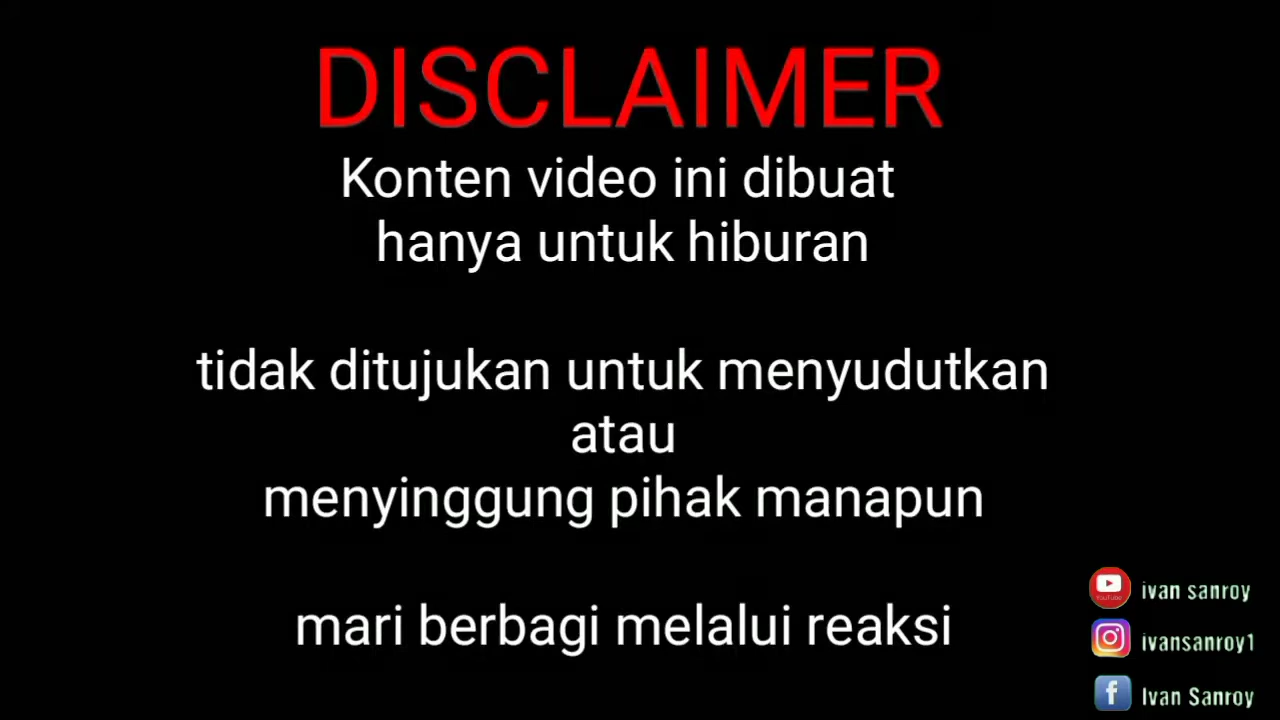 DISCLAIMER
Konten video ini dibuat
hanya untuk hiburan
tidak ditujukan untuk menyudutkan
atau
menyinggung pihak manapun
mari berbagi melalui reaksi
YouTube
ivan sanroy
ivansanroy1
f
Ivan Sanroy